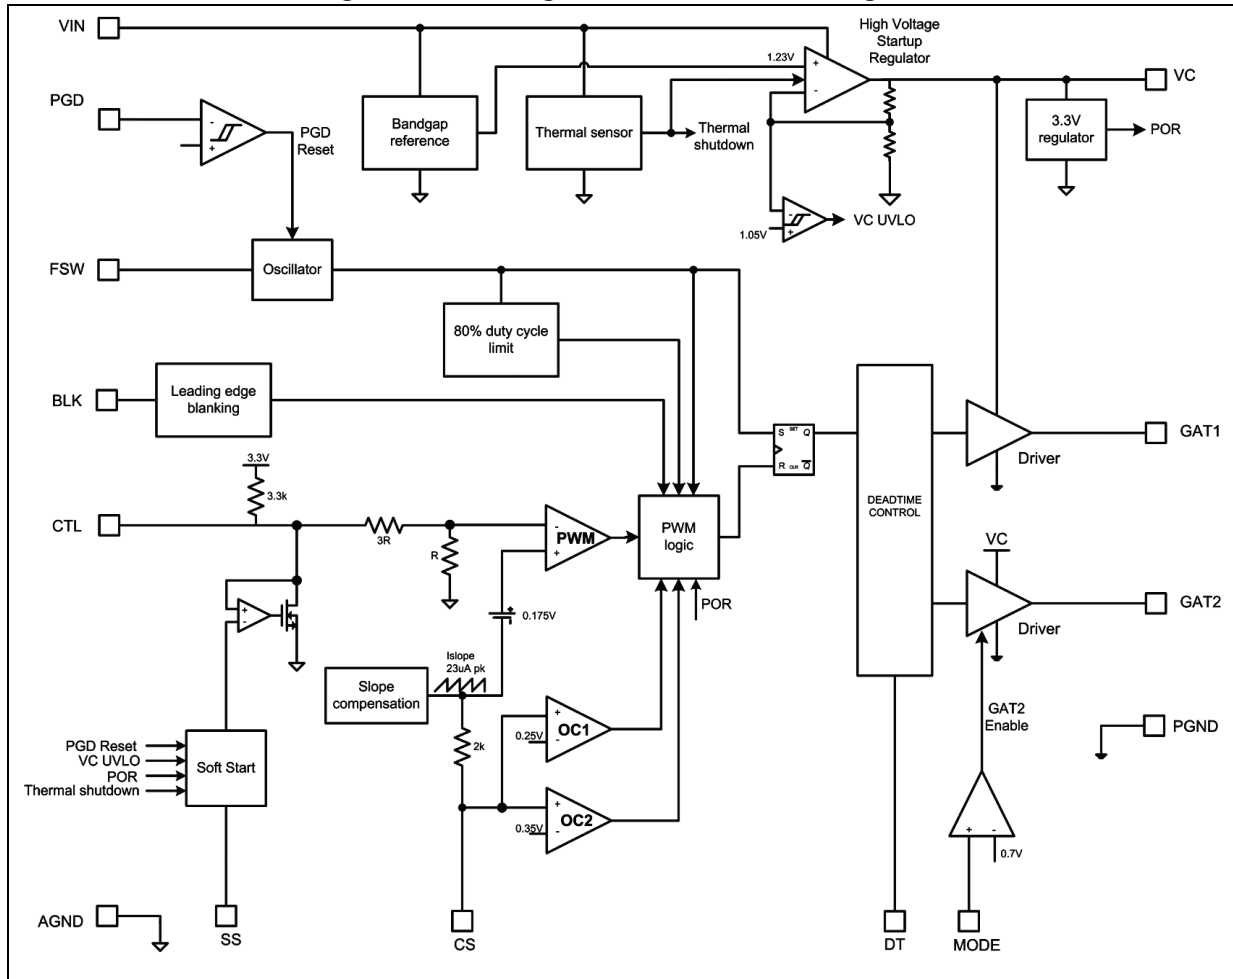 VIN
High Voltage
Startup
Regulator
1.23V
+
-
VC
PGD
-
+
PGD
Reset
Bandgap
reference
Thermal sensor
Thermal
shutdown
3.3V
regulator
POR
-
+
1.05V
VC UVLO
FSW
Oscillator
80% duty cycle
limit
BLK
Leading edge
blanking
S SET Q
R CLR Q
DEADTIME
CONTROL
GAT1
Driver
3.3V
3.3k
CTL
3R
R
-
+
PWM
PWM
logic
POR
VC
GAT2
Driver
+
-
0.175V
Islope
23uA pk
Slope
compensation
2k
+
-
OC1
0.25V
+
-
OC2
0.35V
GAT2
Enable
PGND
PGD Reset
VC UVLO
POR
Thermal shutdown
Soft Start
+ -
0.7V
AGND
SS
CS
DT
MODE